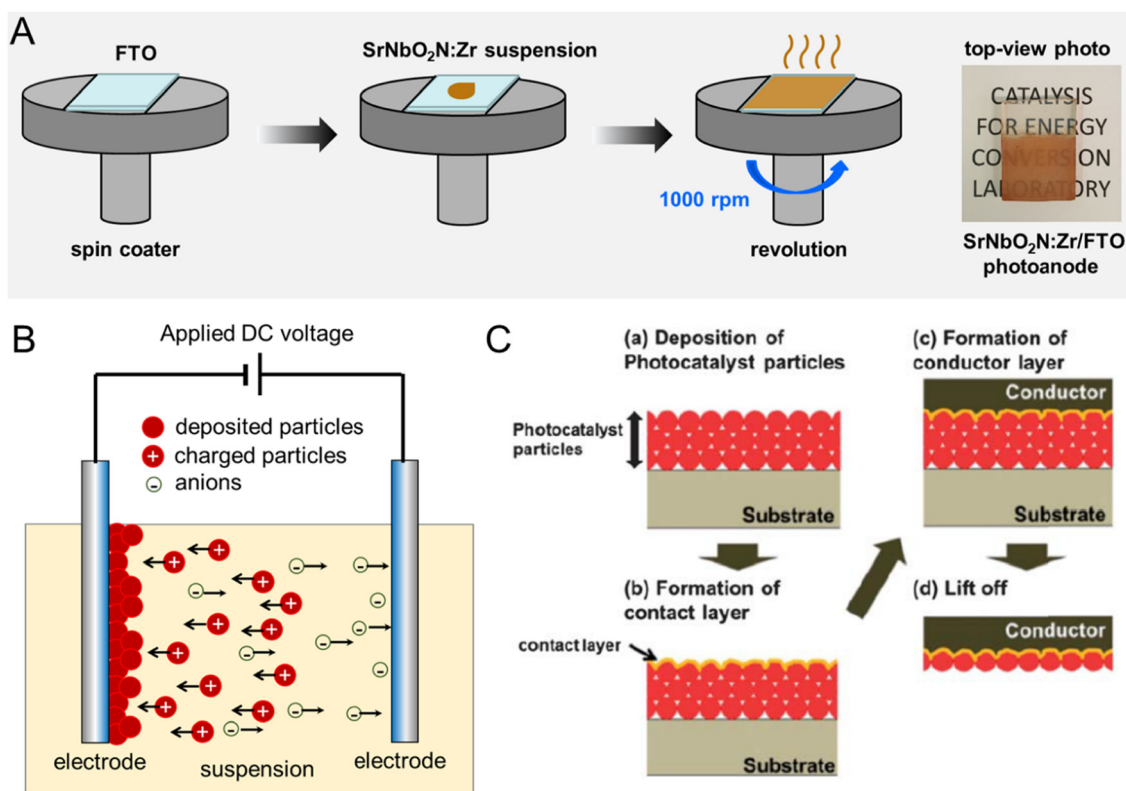 A
FTO
SrNbO₂N:Zr suspension
1000 rpm
spin coater
revolution
top-view photo
CATALYSIS
FOR ENERGY
CONVERSION
LABORATORY
SrNbO₂N:Zr/FTO
photoanode
B
Applied DC voltage
deposited particles
+ charged particles
- anions
electrode
suspension
electrode
C
(a) Deposition of
Photocatalyst particles
Photocatalyst
particles
Substrate
(b) Formation of
contact layer
contact layer
Substrate
(c) Formation of
conductor layer
Conductor
Substrate
(d) Lift off
Conductor